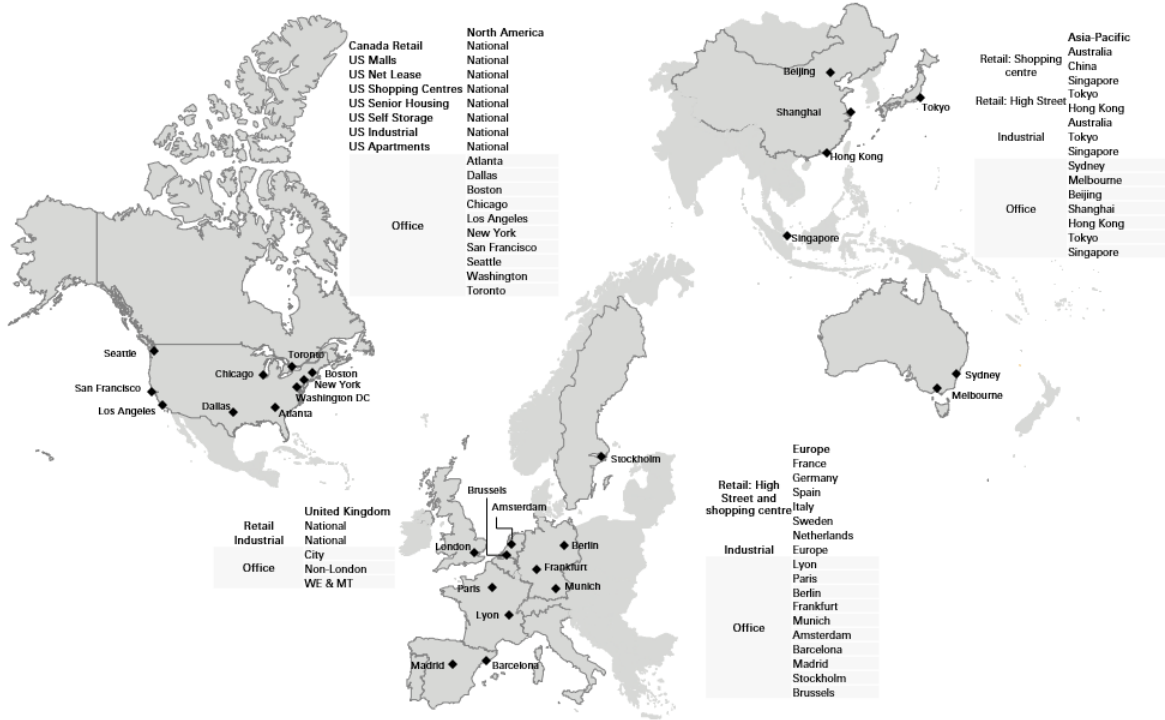 North America
Canada Retail National
US Malls National
US Net Lease National
US Shopping Centres National
US Senior Housing National
US Self Storage National
US Industrial National
US Apartments National
Office
Atlanta
Dallas
Boston
Chicago
Los Angeles
New York
San Francisco
Seattle
Washington
Toronto
Asia-Pacific
Retail: Shopping
centre
Australia
China
Singapore
Retail: High Street
Tokyo
Hong Kong
Industrial
Australia
Tokyo
Singapore
Office
Sydney
Melbourne
Beijing
Shanghai
Hong Kong
Tokyo
Singapore
Beijing
Shanghai
Tokyo
Hong Kong
Singapore
Sydney
Melbourne
Seattle
San Francisco
Los Angeles
Chicago
Dallas
Toronto
Boston
New York
Washington DC
Atlanta
United Kingdom
Retail National
Industrial National
Office
City
Non-London
WE & MT
Stockholm
Brussels
Amsterdam
London
Berlin
Frankfurt
Paris
Munich
Lyon
Madrid
Barcelona
Europe
Retail: High
Street and
shopping centre
France
Germany
Spain
Italy
Sweden
Netherlands
Industrial Europe
Office
Lyon
Paris
Berlin
Frankfurt
Munich
Amsterdam
Barcelona
Madrid
Stockholm
Brussels